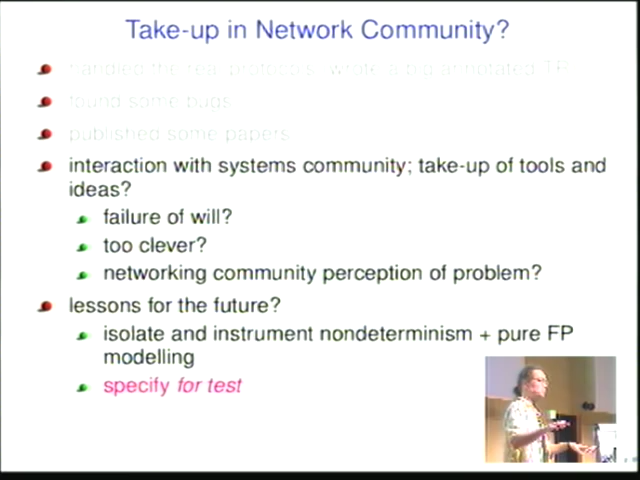 Take-up in Network Community?
handled the real protocols, wrote a big annotated TR
found some bugs
published some papers
interaction with systems community; take-up of tools and
ideas?
failure of will?
too clever?
networking community perception of problem?
lessons for the future?
isolate and instrument nondeterminism + pure FP
modelling
specify for test